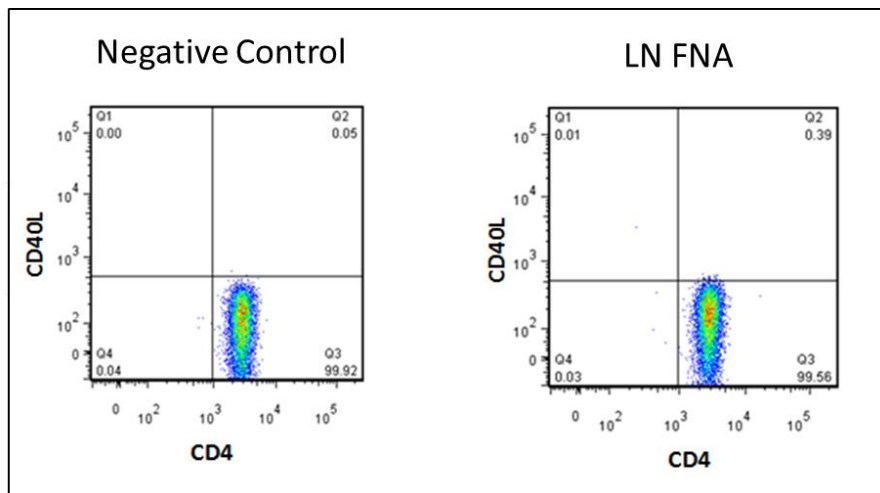 Negative Control
LN FNA
Q1
0.00
Q2
0.05
10^5
10^4
10^3
10^2
0
CD40L
Q4
0.04
Q3
99.92
0 10^2 10^3 10^4 10^5
CD4
Q1
0.01
Q2
0.39
10^5
10^4
10^3
10^2
0
CD40L
Q4
0.03
Q3
99.56
0 10^2 10^3 10^4 10^5
CD4